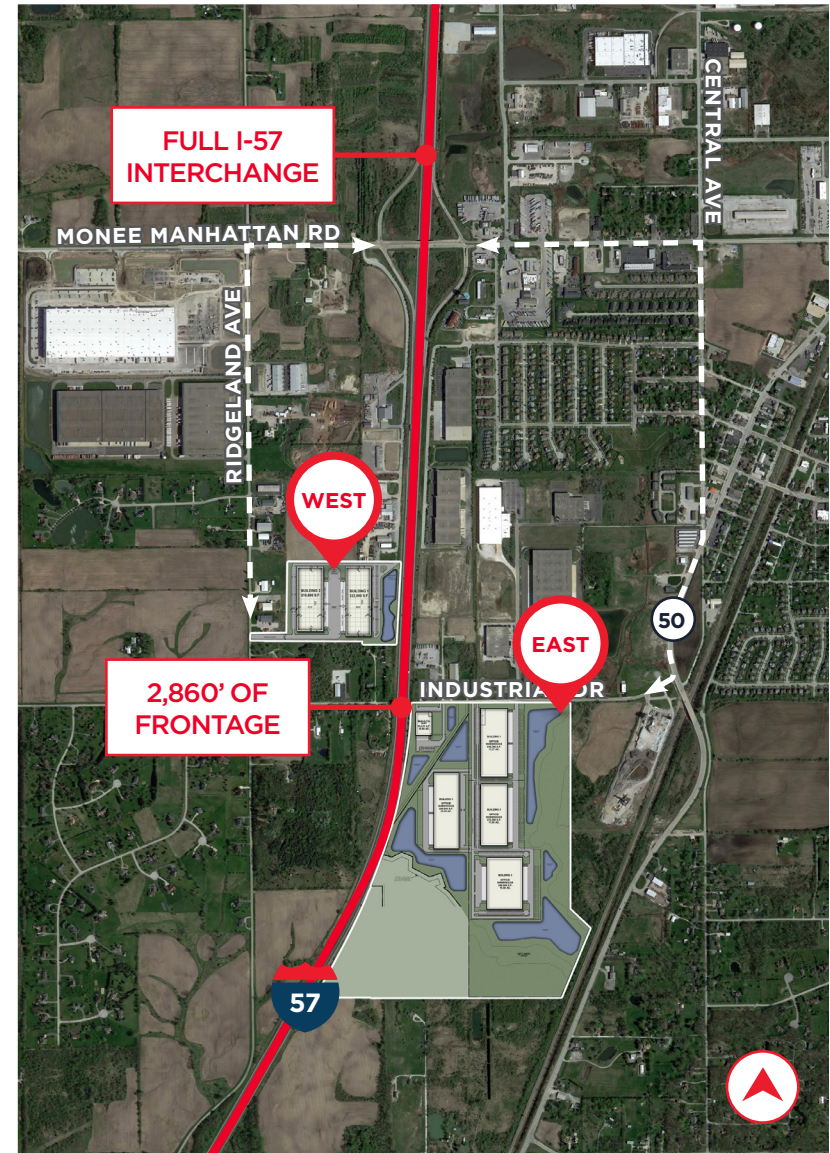 CENTRAL AVE
FULL I-57
INTERCHANGE
MONEE MANHATTAN RD
RIDGELAND AVE
WEST
50
EAST
2,860' OF
FRONTAGE
INDUSTRIAL DR
57